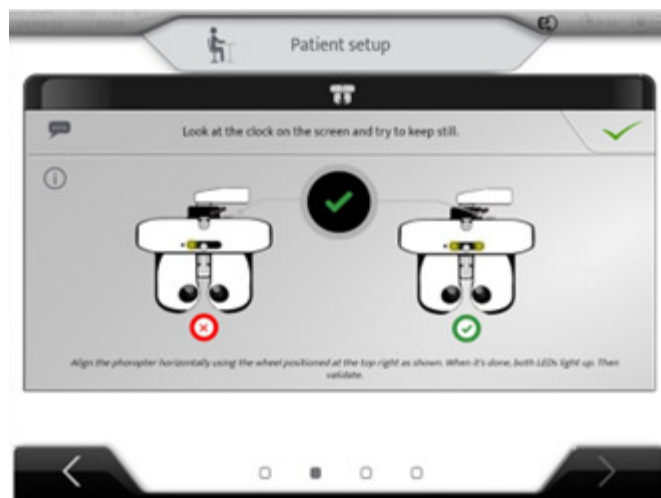 Patient setup
Look at the clock on the screen and try to keep still.
Align the phoropter horizontally using the wheel positioned at the top right as shown. When it's done, both LEDs light up. Then
validate.